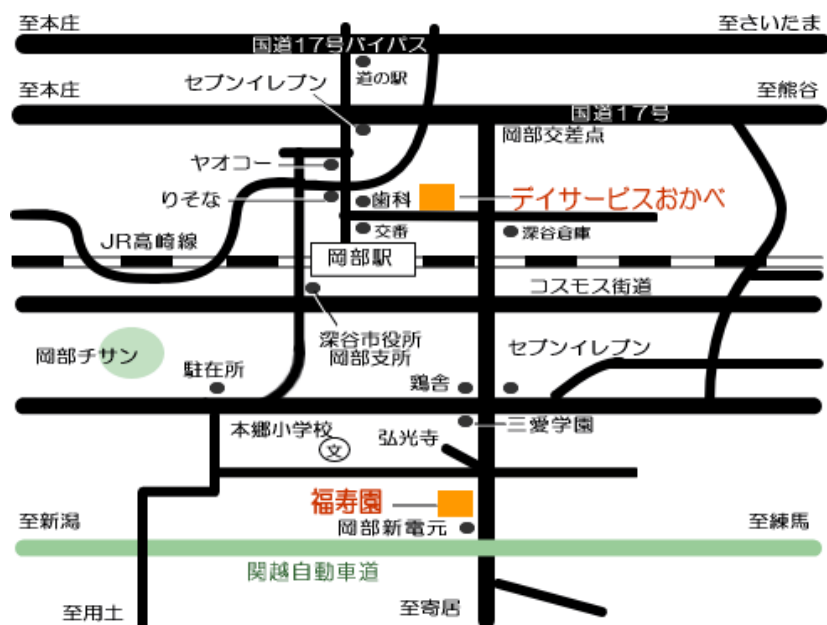 至本庄
至さいたま
国道17号バイパス
道の駅
セブンイレブン
至本庄
至熊谷
国道17号
岡部交差点
ヤオコー
りそな
歯科
デイサービスおかべ
交番
深谷倉庫
JR高崎線
岡部駅
コスモス街道
深谷市役所
岡部支所
岡部チサン
セブンイレブン
駐在所
鶏舎
本郷小学校
文
弘光寺
三愛学園
福寿園
至新潟
岡部新電元
至練馬
関越自動車道
至用土
至寄居